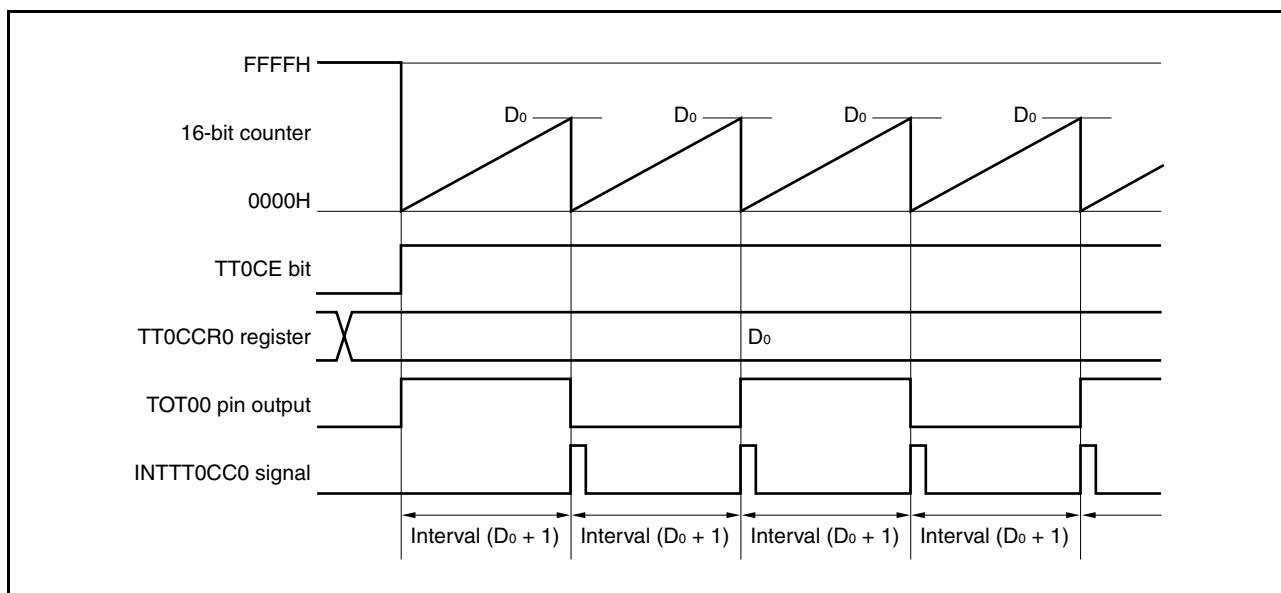 FFFFH
D₀ D₀ D₀ D₀
16-bit counter
0000H
TT0CE bit
TT0CCR0 register
D₀
TOT00 pin output
INTTT0CC0 signal
Interval (D₀ + 1) Interval (D₀ + 1) Interval (D₀ + 1) Interval (D₀ + 1)